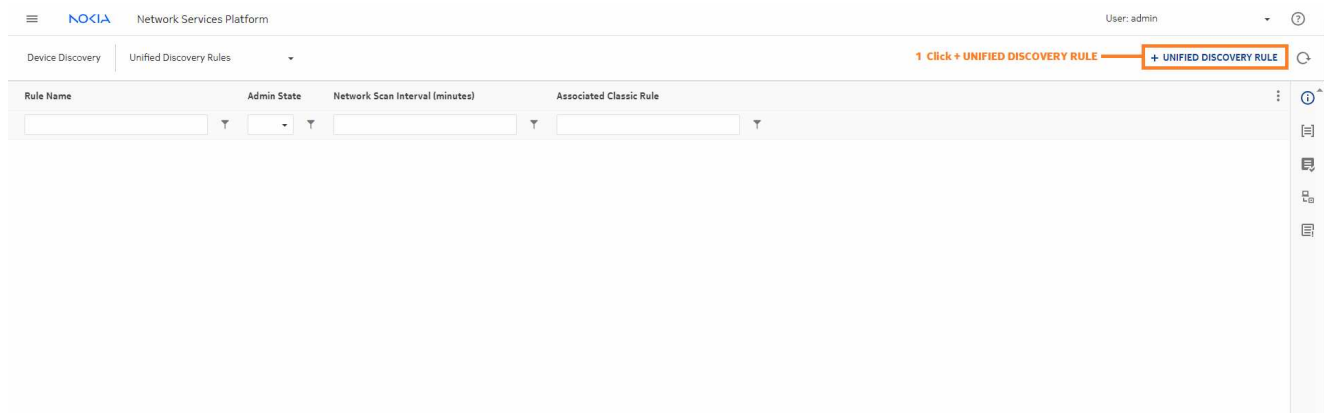 NOKIA Network Services Platform User: admin
Device Discovery Unified Discovery Rules 1 Click + UNIFIED DISCOVERY RULE + UNIFIED DISCOVERY RULE
Rule Name Admin State Network Scan Interval (minutes) Associated Classic Rule